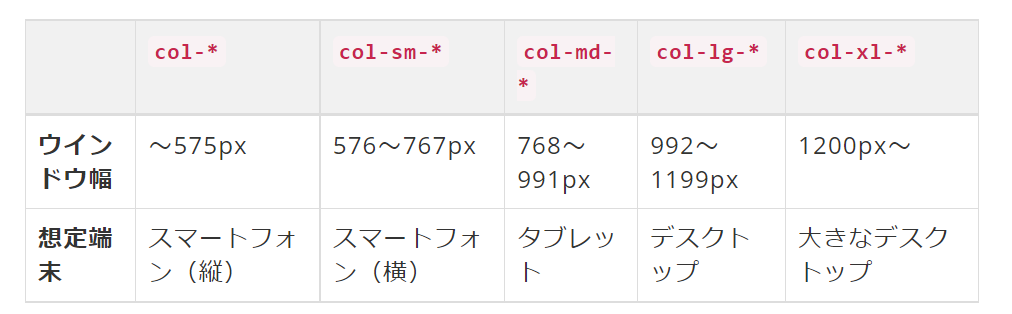 col-* col-sm-* col-md-* col-lg-* col-xl-*
ウインドウ幅 ～575px 576～767px 768～991px 992～1199px 1200px～
想定端末 スマートフォン（縦） スマートフォン（横） タブレット デスクトップ 大きなデスクトップ